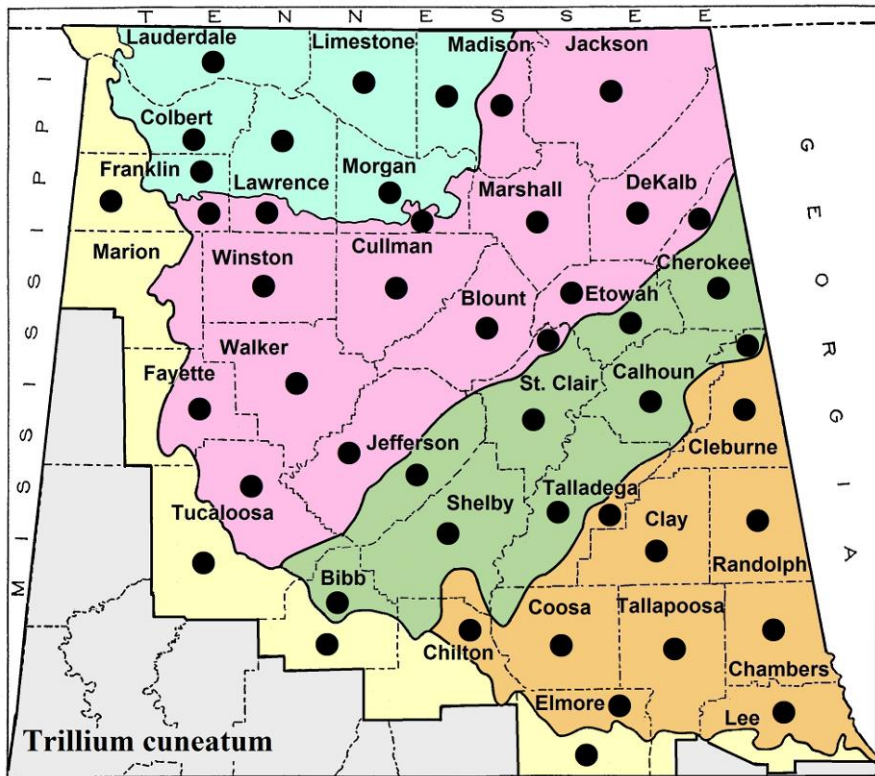 T E N N E S S E E
Lauderdale
Limestone
Madison
Jackson
Colbert
Franklin
Lawrence
Morgan
Marshall
DeKalb
Marion
Winston
Cullman
Cherokee
Blount
Etowah
Walker
Fayette
St. Clair
Calhoun
Jefferson
Cleburne
Tucaloosa
Shelby
Talladega
Clay
Randolph
Bibb
Coosa
Tallapoosa
Chilton
Chambers
Elmore
Lee
MISSISSIPPI
GEORGIA
Trillium cuneatum